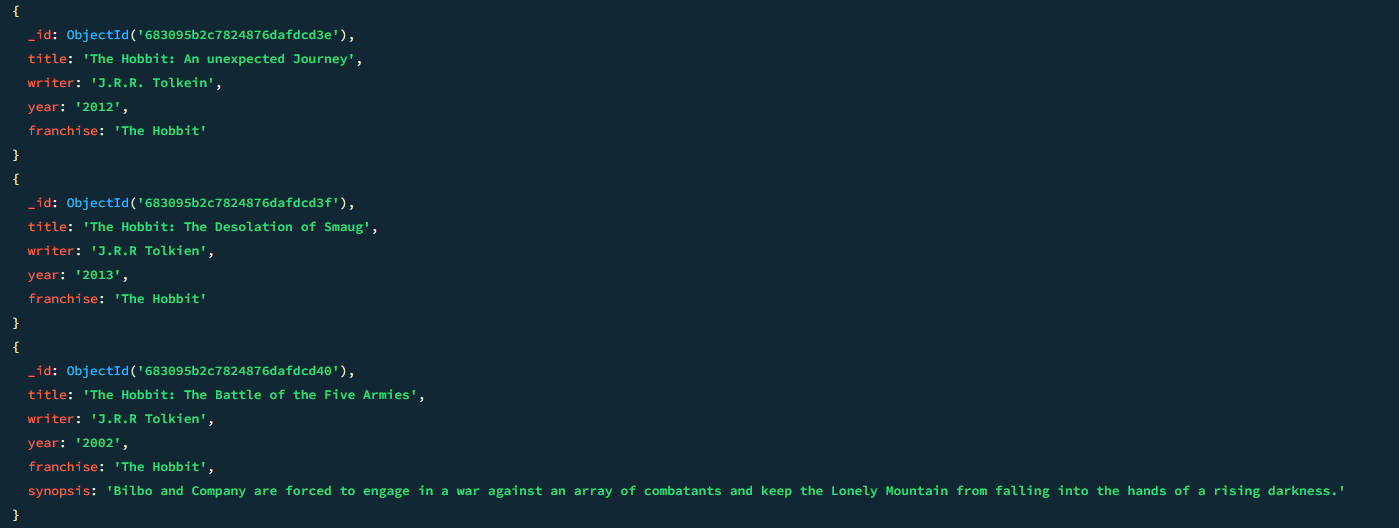 {
_id: ObjectId('683095b2c7824876dafdcd3e'),
title: 'The Hobbit: An unexpected Journey',
writer: 'J.R.R. Tolkein',
year: '2012',
franchise: 'The Hobbit'
}
{
_id: ObjectId('683095b2c7824876dafdcd3f'),
title: 'The Hobbit: The Desolation of Smaug',
writer: 'J.R.R Tolkien',
year: '2013',
franchise: 'The Hobbit'
}
{
_id: ObjectId('683095b2c7824876dafdcd40'),
title: 'The Hobbit: The Battle of the Five Armies',
writer: 'J.R.R Tolkien',
year: '2002',
franchise: 'The Hobbit',
synopsis: 'Bilbo and Company are forced to engage in a war against an array of combatants and keep the Lonely Mountain from falling into the hands of a rising darkness.'
}